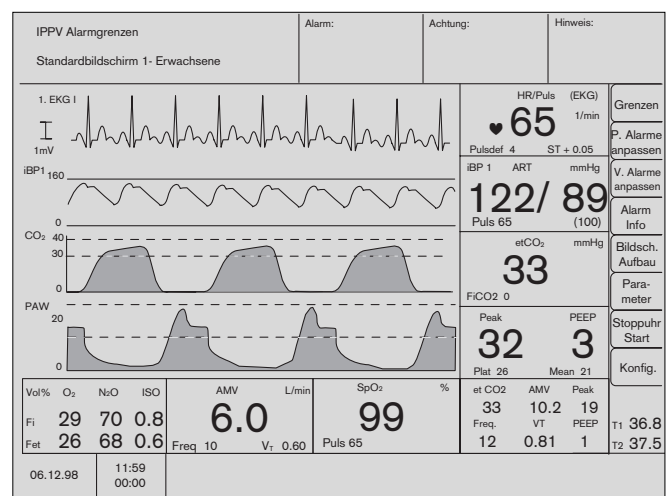 IPPV Alarmgrenzen
Standardbildschirm 1- Erwachsene
Alarm:
Achtung:
Hinweis:
1. EKG I
1mV
iBP1
160
0
CO₂
40
30
0
PAW
20
0
HR/Puls (EKG)
♥65 1/min
Pulsdef 4 ST + 0.05
iBP 1 ART mmHg
122/ 89
Puls 65 (100)
etCO₂ mmHg
33
FiCO2 0
Peak PEEP
32 3
Plat 26 Mean 21
Grenzen
P. Alarme
anpassen
V. Alarme
anpassen
Alarm
Info
Bildsch.
Aufbau
Para-
meter
Stoppuhr
Start
Konfig.
Vol% O₂ N₂O ISO
Fi 29 70 0.8
Fet 26 68 0.6
AMV L/min
6.0
Freq 10 VT 0.60
SpO₂ %
99
Puls 65
et CO2 AMV Peak
33 10.2 19
Freq. VT PEEP
12 0.81 1
T1 36.8
T2 37.5
06.12.98
11:59
00:00